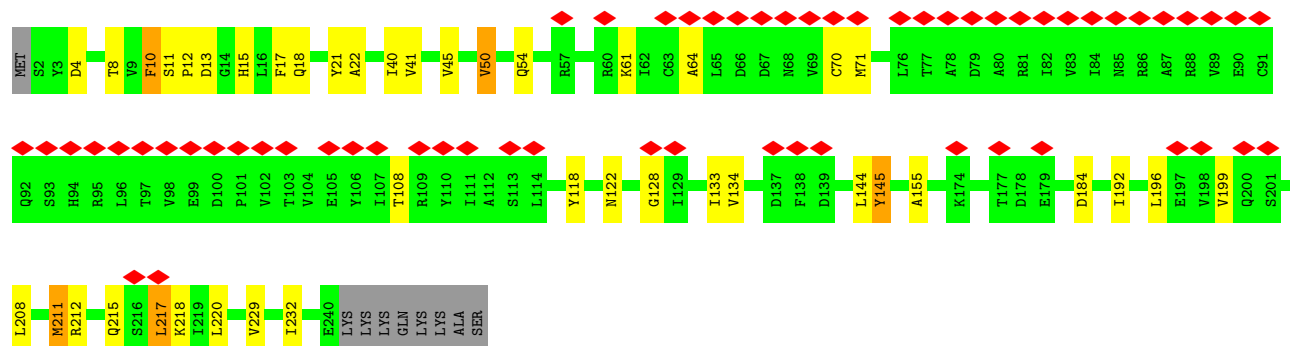 MET S2 Y3 D4 T8 V9 F10 S11 P12 D13 G14 H15 L16 F17 Q18 Y21 A22 I40 V41 V45 V50 Q54 R57 R60 K61 I62 C63 A64 L65 D66 D67 N68 V69 C70 M71 L76 T77 A78 D79 A80 R81 I82 V83 I84 N85 R86 A87 R88 V89 E90 C91
Q92 S93 H94 R95 L96 T97 V98 E99 D100 P101 V102 T103 V104 E105 Y106 I107 T108 R109 Y110 I111 A112 S113 L114 Y118 N122 G128 I129 I133 V134 D137 F138 D139 L144 Y145 A155 K174 T177 D178 E179 D184 I192 L196 E197 V198 V199 Q200 S201
L208 M211 R212 Q215 S216 L217 K218 I219 L220 V229 I232 E240 LYS LYS LYS GLN LYS LYS ALA SER